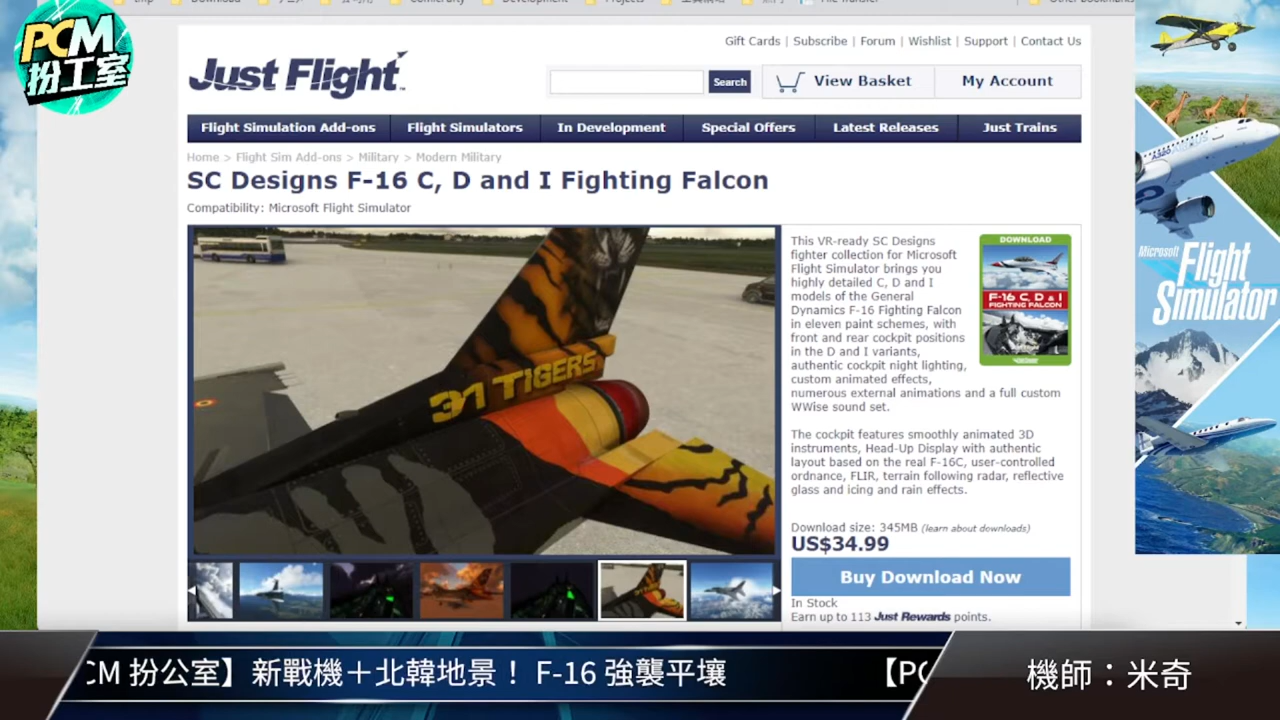 PCM
扮工室
Just Flight
Gift Cards | Subscribe | Forum | Wishlist | Support | Contact Us
Search
View Basket
My Account
Flight Simulation Add-ons
Flight Simulators
In Development
Special Offers
Latest Releases
Just Trains
Home > Flight Sim Add-ons > Military > Modern Military
SC Designs F-16 C, D and I Fighting Falcon
Compatibility: Microsoft Flight Simulator
31 TIGERS
This VR-ready SC Designs
fighter collection for Microsoft
Flight Simulator brings you
highly detailed C, D and I
models of the General
Dynamics F-16 Fighting Falcon
in eleven paint schemes, with
front and rear cockpit positions
in the D and I variants,
authentic cockpit night lighting,
custom animated effects,
numerous external animations and a full custom
WWise sound set.
DOWNLOAD
F-16 C, D & I
FIGHTING FALCON
The cockpit features smoothly animated 3D
instruments, Head-Up Display with authentic
layout based on the real F-16C, user-controlled
ordnance, FLIR, terrain following radar, reflective
glass and icing and rain effects.
Download size: 345MB (learn about downloads)
US$34.99
Buy Download Now
In Stock
Earn up to 113 Just Rewards points.
A320
Microsoft
Flight
Simulator
CM 扮公室】新戰機＋北韓地景！ F-16 強襲平壤
【PC
機師：米奇